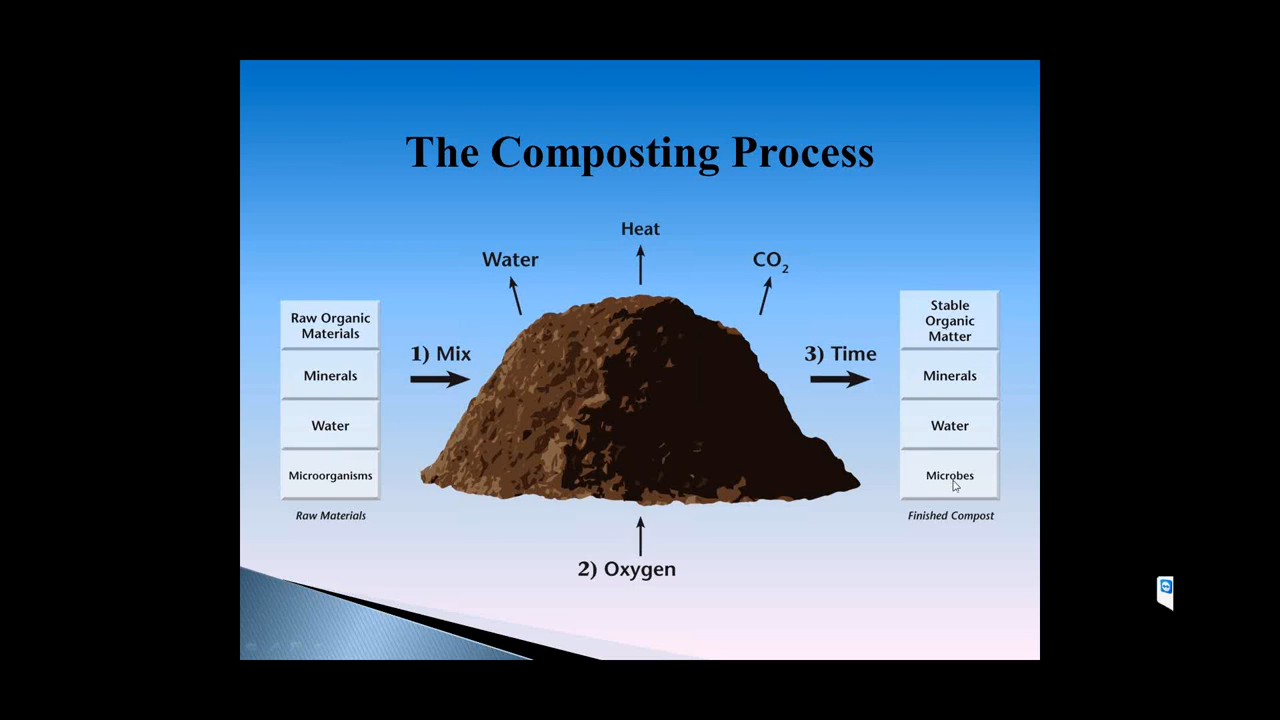 The Composting Process
Heat
Water
CO₂
Raw Organic
Materials
Minerals
Water
Microorganisms
Raw Materials
1) Mix
2) Oxygen
3) Time
Stable
Organic
Matter
Minerals
Water
Microbes
Finished Compost